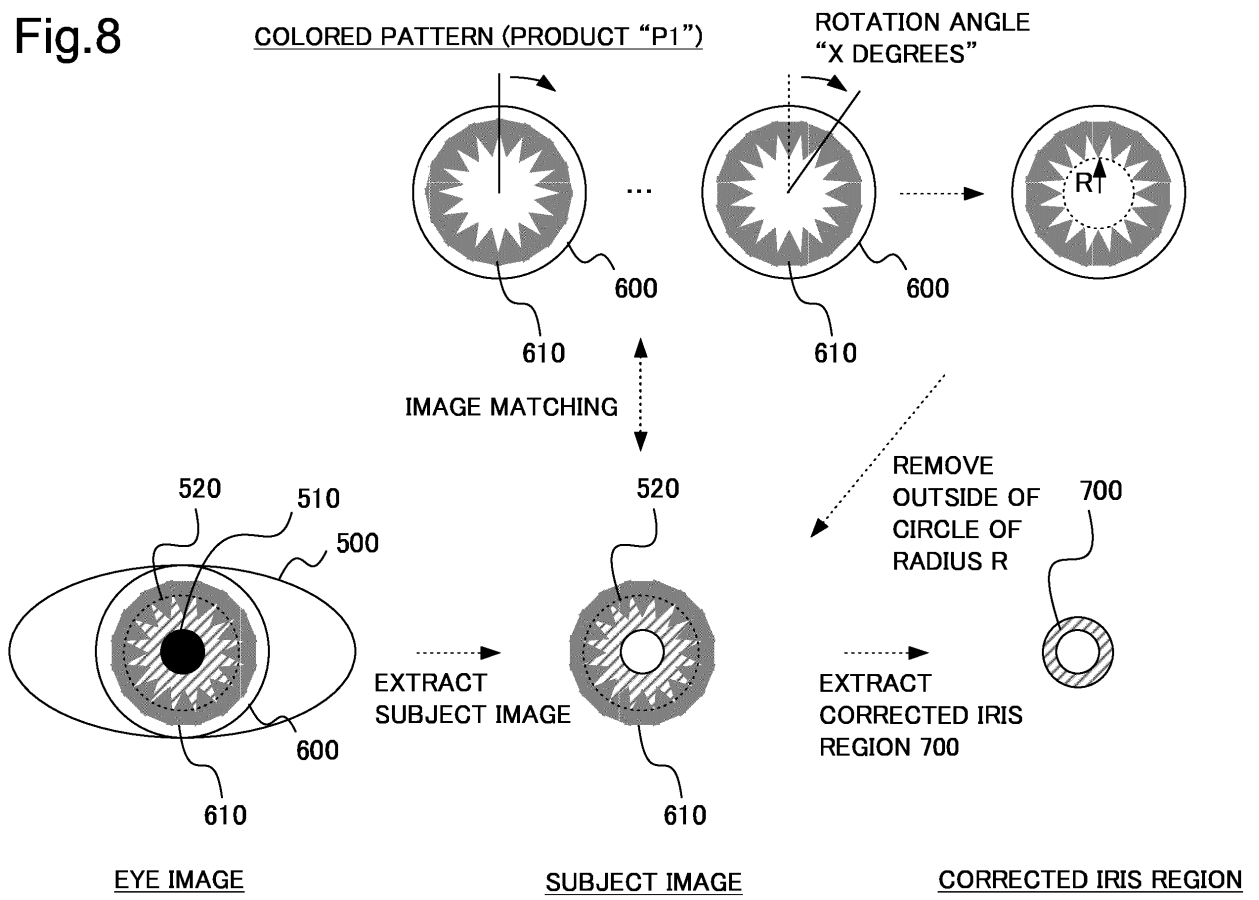 Fig.8
COLORED PATTERN (PRODUCT “P1”)
ROTATION ANGLE
“X DEGREES”
...
R
600
600
610
610
IMAGE MATCHING
REMOVE
OUTSIDE OF
CIRCLE OF
RADIUS R
520
510
500
520
700
EXTRACT
SUBJECT IMAGE
EXTRACT
CORRECTED IRIS
REGION 700
600
610
610
EYE IMAGE
SUBJECT IMAGE
CORRECTED IRIS REGION